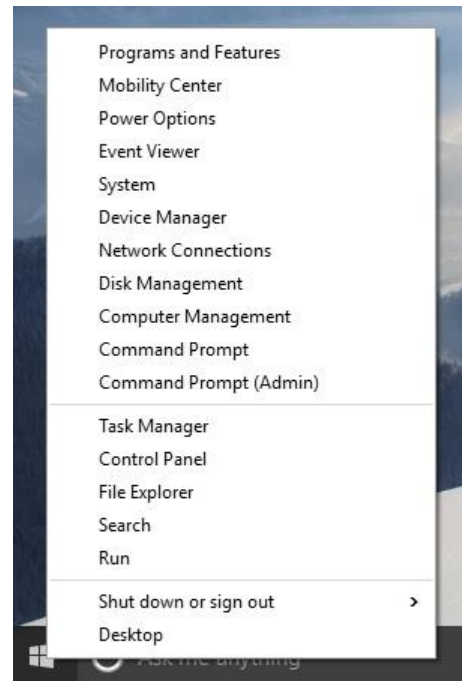 Programs and Features
Mobility Center
Power Options
Event Viewer
System
Device Manager
Network Connections
Disk Management
Computer Management
Command Prompt
Command Prompt (Admin)
Task Manager
Control Panel
File Explorer
Search
Run
Shut down or sign out
Desktop
Ask me anything